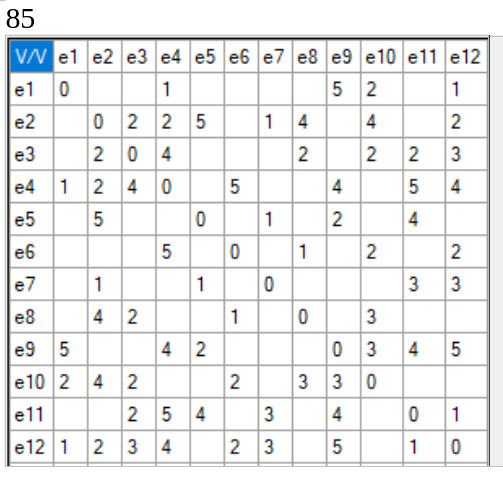 85
V/V e1 e2 e3 e4 e5 e6 e7 e8 e9 e10 e11 e12
e1 0 1 5 2 1
e2 0 2 2 5 1 4 4 2
e3 2 0 4 2 2 2 3
e4 1 2 4 0 5 4 5 4
e5 5 0 1 2 4
e6 5 0 1 2 2
e7 1 1 0 3 3
e8 4 2 1 0 3
e9 5 4 2 0 3 4 5
e10 2 4 2 2 3 3 0
e11 2 5 4 3 4 0 1
e12 1 2 3 4 2 3 5 1 0